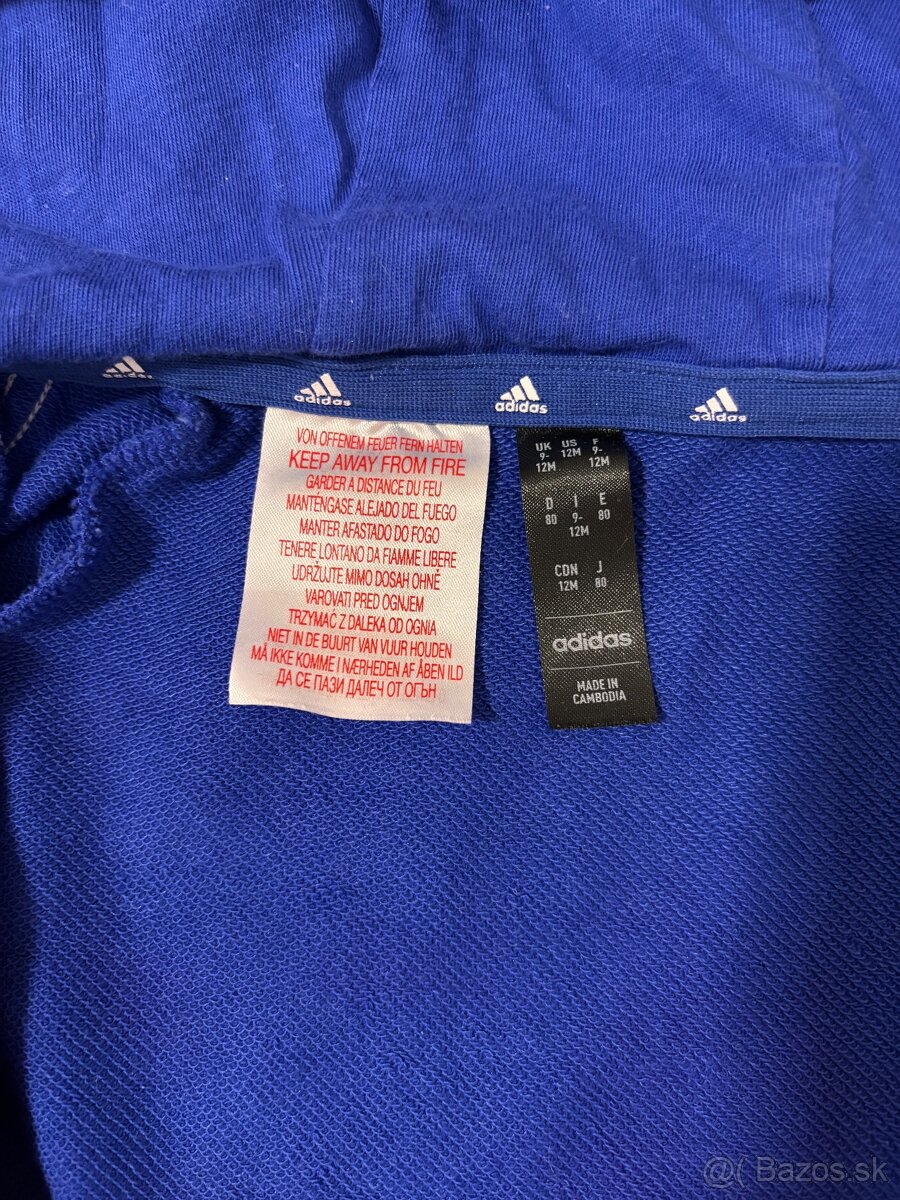 adidas
adidas
adidas
adidas
VON OFFENEM FEUER FERN HALTEN
KEEP AWAY FROM FIRE
GARDER A DISTANCE DU FEU
MANTÉNGASE ALEJADO DEL FUEGO
MANTER AFASTADO DO FOGO
TENERE LONTANO DA FIAMME LIBERE
UDRŽUJTE MIMO DOSAH OHNĚ
VAROVATI PRED OGNJEM
TRZYMAĆ Z DALEKA OD OGNIA
NIET IN DE BUURT VAN VUUR HOUDEN
MÅ IKKE KOMME I NÆRHEDEN AF ÅBEN ILD
ДА СЕ ПАЗИ ДАЛЕЧ ОТ ОГЪН
UK US F
9- 12M 9-
12M 12M
D I E
80 9- 80
12M
CDN J
12M 80
adidas
MADE IN
CAMBODIA
@( Bazos.sk